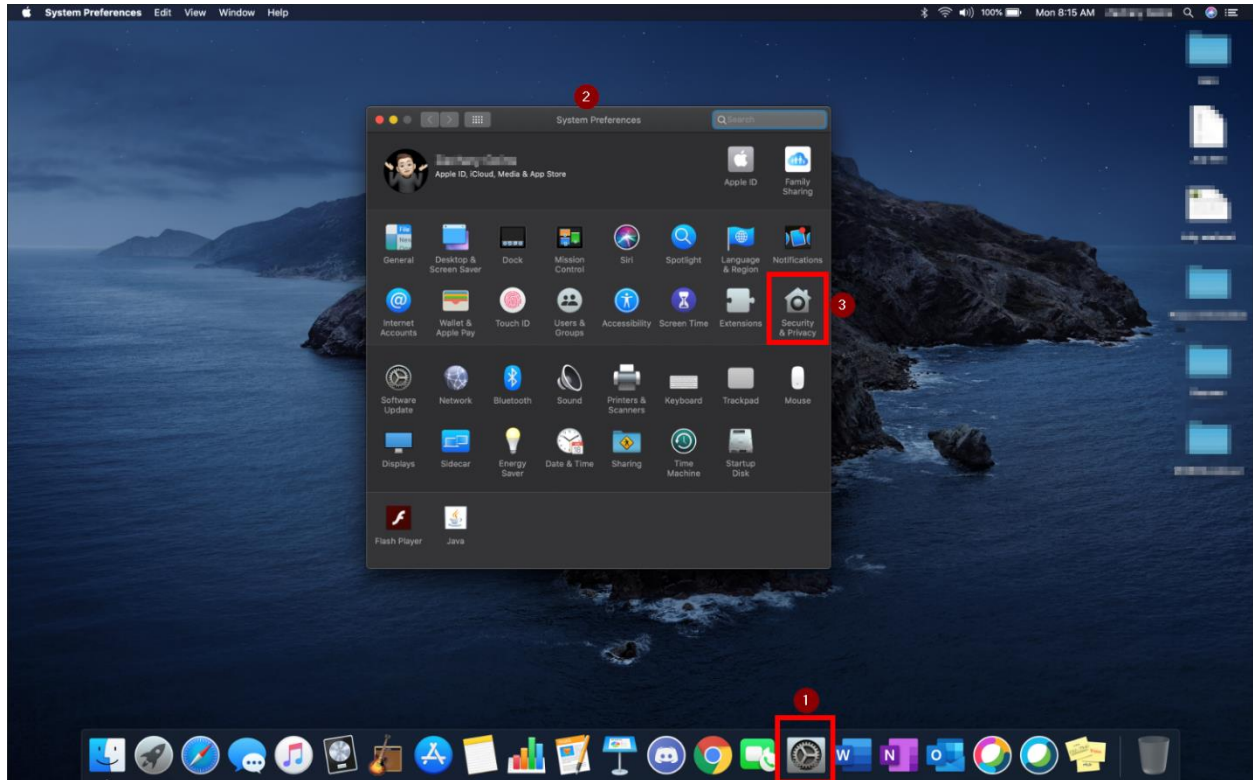 System Preferences Edit View Window Help
100% Mon 8:15 AM
2
System Preferences
Search
Apple ID, iCloud, Media & App Store
Apple ID
Family
Sharing
File
New
General
Desktop &
Screen Saver
Dock
Mission
Control
Siri
Spotlight
Language
& Region
Notifications
3
Internet
Accounts
Wallet &
Apple Pay
Touch ID
Users &
Groups
Accessibility
Screen Time
Extensions
Security
& Privacy
Software
Update
Network
Bluetooth
Sound
Printers &
Scanners
Keyboard
Trackpad
Mouse
Displays
Sidecar
Energy
Saver
Date & Time
Sharing
Time
Machine
Startup
Disk
Flash Player
Java
1
W
N
o